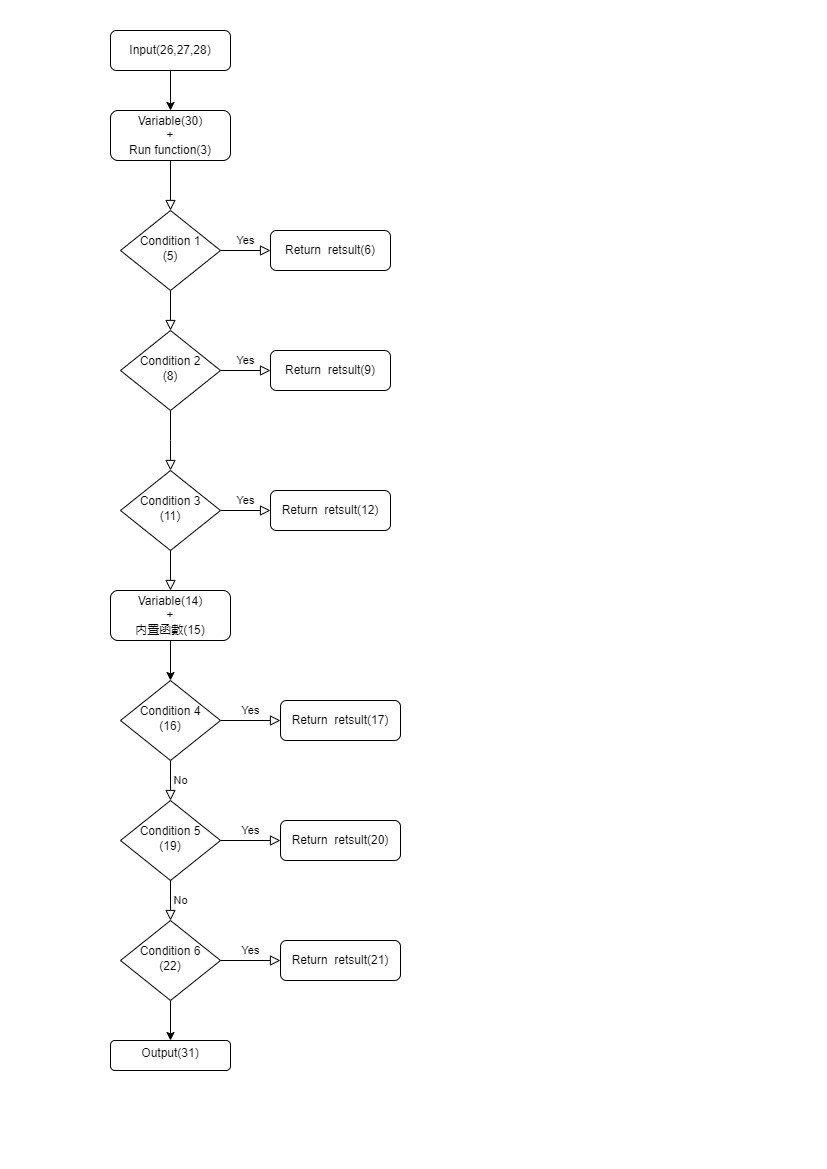 Input(26,27,28)
Variable(30)
+
Run function(3)
Condition 1
(5)
Yes
Return  retsult(6)
Condition 2
(8)
Yes
Return  retsult(9)
Condition 3
(11)
Yes
Return  retsult(12)
Variable(14)
+
内置函數(15)
Condition 4
(16)
Yes
Return  retsult(17)
No
Condition 5
(19)
Yes
Return  retsult(20)
No
Condition 6
(22)
Yes
Return  retsult(21)
Output(31)